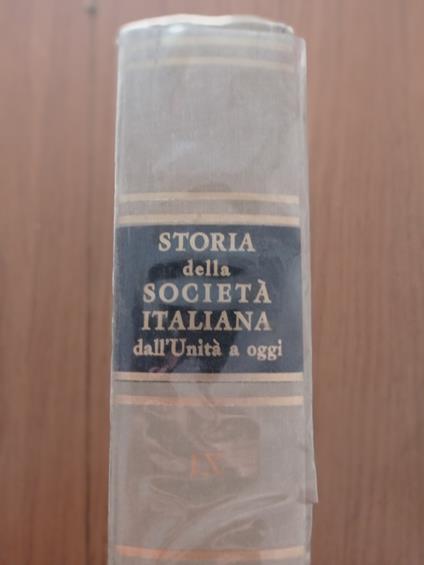 STORIA
della
SOCIETÀ
ITALIANA
dall'Unità a oggi